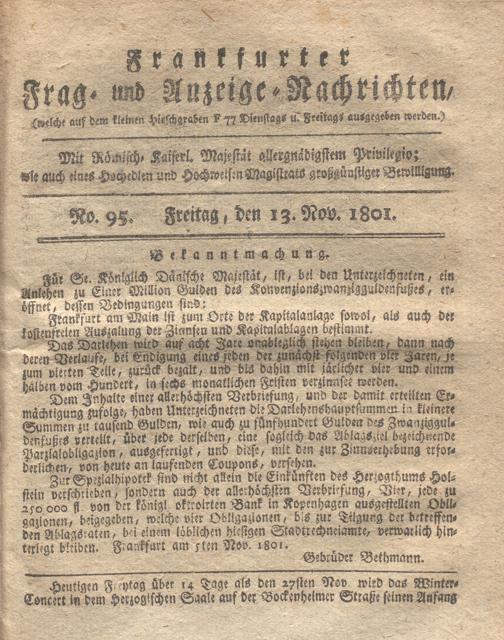 Frankfurter
Frag- und Anzeige-Nachrichten,
(welche auf dem kleinen Hirschgraben F 77 Dienstags u. Freitags ausgegeben werden.)
Mit Römisch-Kaiserl. Majestät allergnädigstem Privilegio;
wie auch eines Hochedlen und Hochweisen Magistrats großgünstiger Bewilligung.
No. 95. Freitag, den 13. Nov. 1801.
Bekanntmachung.
Für Se. Königlich Dänische Majestät, ist, bei den Unterzeichneten, ein
Anlehen zu Einer Million Gulden des Konvenzionszwanziggulden­fußes, er-
öffnet, dessen Bedingungen sind:
Frankfurt am Main ist zum Orte der Kapitalanlage sowol, als auch der
kostenfreien Auszalung der Zinnsen und Kapitalablagen bestimmt.
Das Darlehen wird auf acht Jare unableglich stehen bleiben, dann nach
deren Verlaufe, bei Endigung eines jeden der zunächst folgenden vier Jaren, je
zum vierten Teile, zurück bezalt, und bis dahin mit järlicher vier und einem
halben vom Hundert, in sechs monatlichen Fristen verzinnset werden.
Dem Inhalte einer allerhöchsten Verbriefung, und der damit erteilten Er-
mächtigung zufolge, haben Unterzeichneten die Darlehenshauptsummen in kleinere
Summen zu tausend Gulden, wie auch zu fünfhundert Gulden des Zwanziggul-
denfußes verteilt, über jede derselben, eine sogleich das Ablagsziel bezeichnende
Parzialobligazion, ausgefertigt, und diese, mit den zur Zinnserhebung erfor-
derlichen, von heute an laufenden Coupons, versehen.
Zur Spezialhipotek sind nicht allein die Einkünften des Herzogthums Hol-
stein verschrieben, sondern auch der allerhöchsten Verbriefung, Vier, jede zu
250000 fl von der königl oktroirten Bank in Kopenhagen ausgestellten Obli-
gazionen, beigegeben, welche vier Obligazionen, bis zur Tilgung der betreffen-
den Ablagsraten, bei einem löblichen hiesigen Stadtrechneiamte, verwarlich hin-
terlegt bleiben. Frankfurt am 5ten Nov. 1801.
Gebrüder Bethmann.
Heutigen Freytag über 14 Tage als den 27sten Nov. wird das Winter-
Concert in dem Herzogischen Saale auf der Bockenheimer Straße seinen Anfang